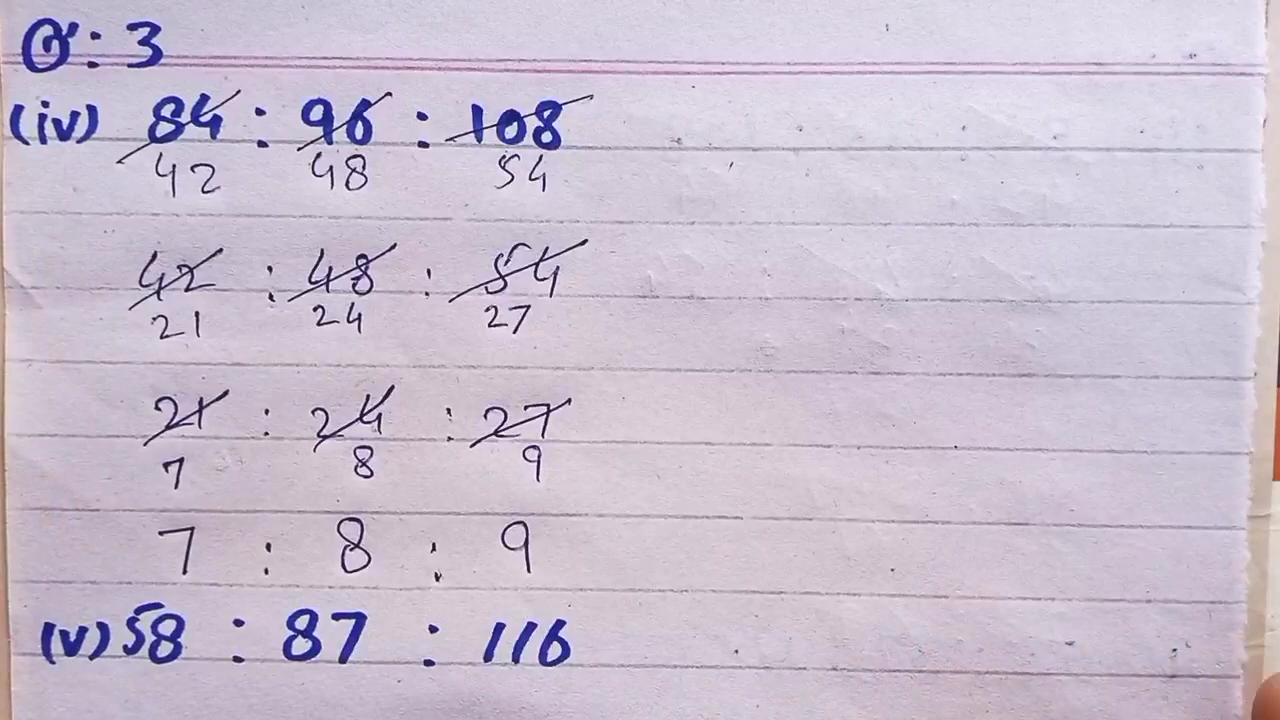 Q: 3
(iv) 84 : 96 : 108
42 48 54
42 : 48 : 54
21 24 27
21 : 24 : 27
7 8 9
7 : 8 : 9
(v) 58 : 87 : 116